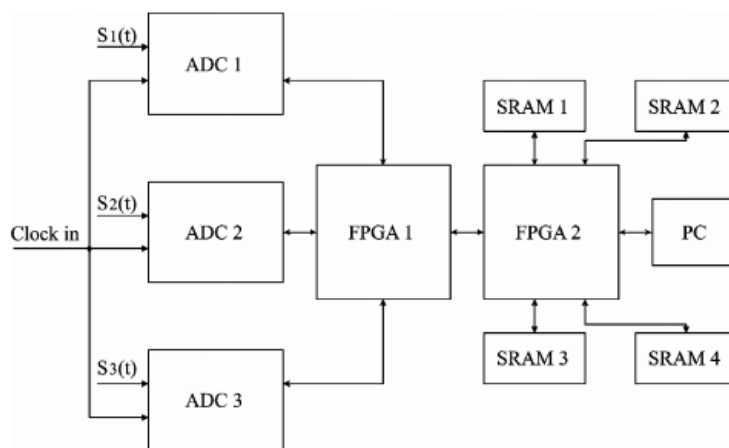 S1(t)
ADC 1
SRAM 1
SRAM 2
S2(t)
Clock in
ADC 2
FPGA 1
FPGA 2
PC
S3(t)
ADC 3
SRAM 3
SRAM 4